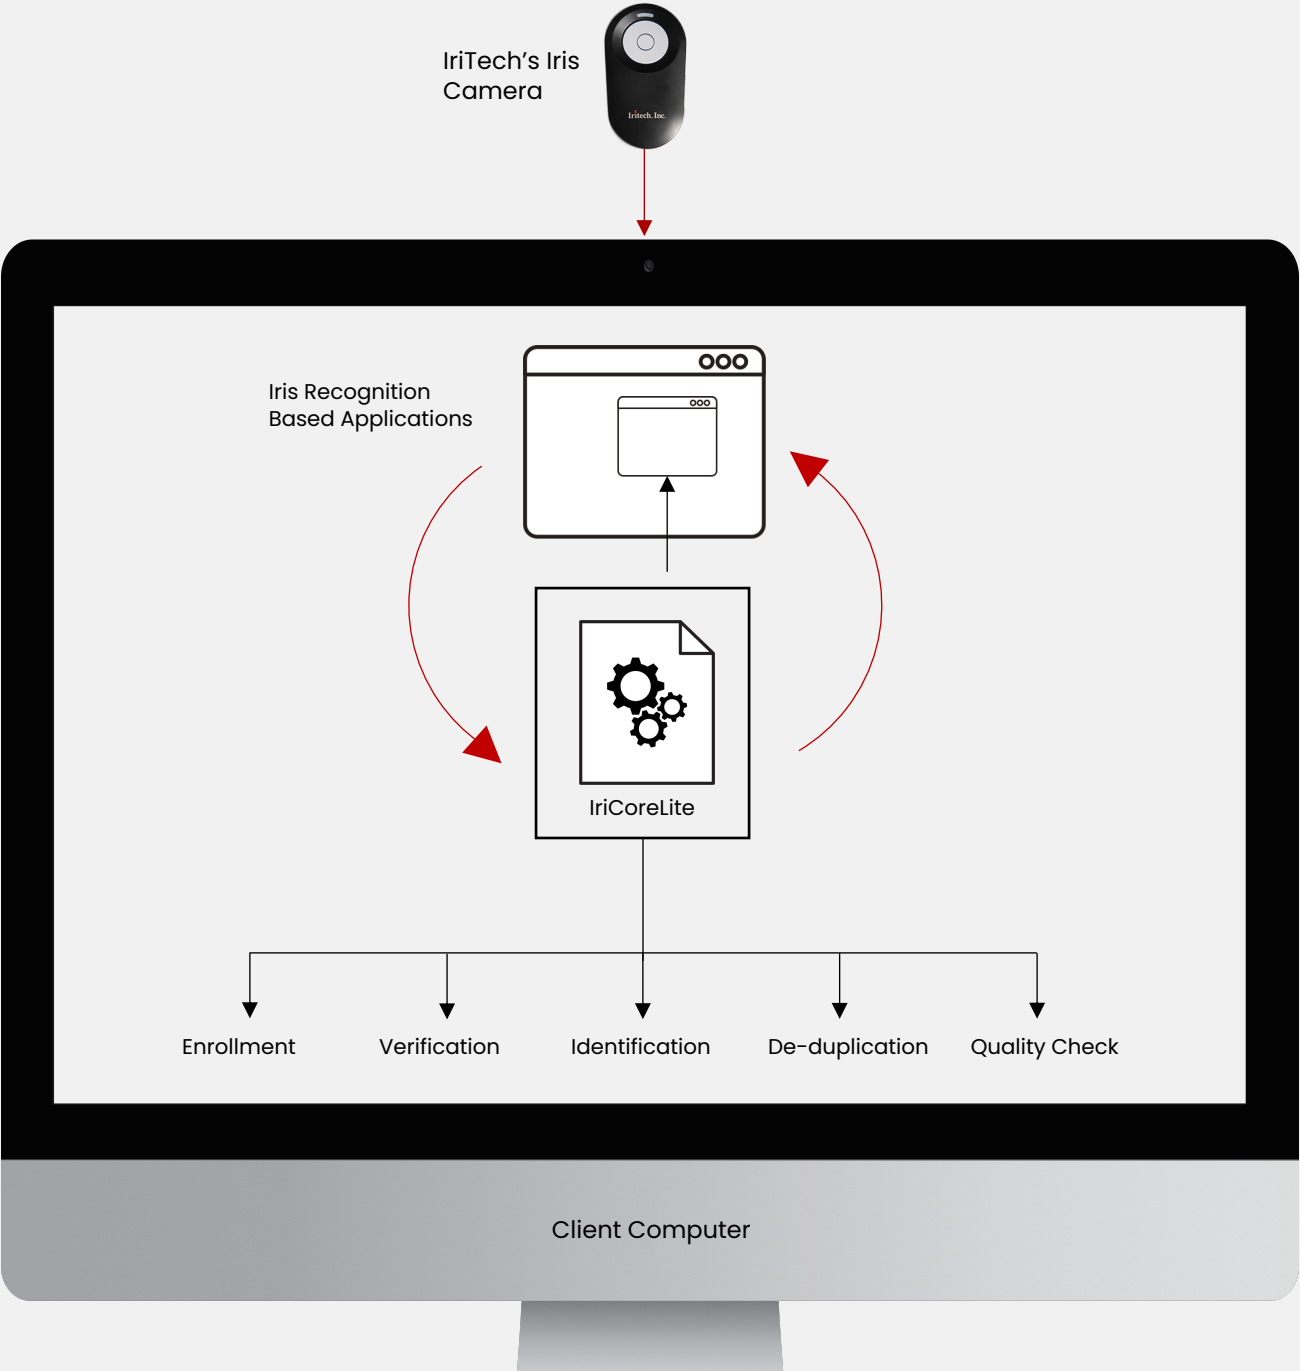 IriTech’s Iris
Camera
Iritech. Inc.
Iris Recognition
Based Applications
IriCoreLite
Enrollment
Verification
Identification
De-duplication
Quality Check
Client Computer